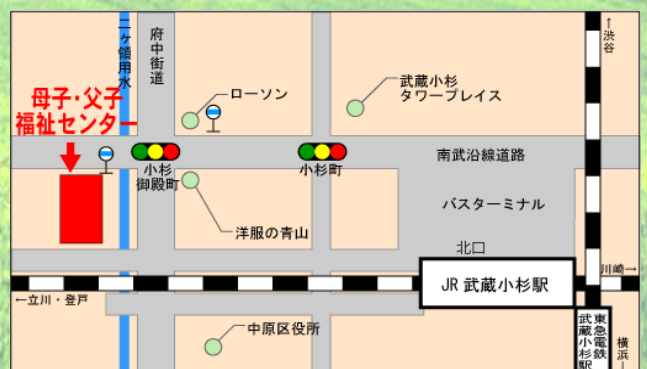 二ヶ領用水
府中街道
↑渋谷
母子・父子
福祉センター
ローソン
武蔵小杉
タワープレイス
小杉
御殿町
小杉町
南武沿線道路
バスターミナル
洋服の青山
北口
JR 武蔵小杉駅
川崎→
←立川・登戸
中原区役所
東急電鉄
武蔵小杉駅
横浜